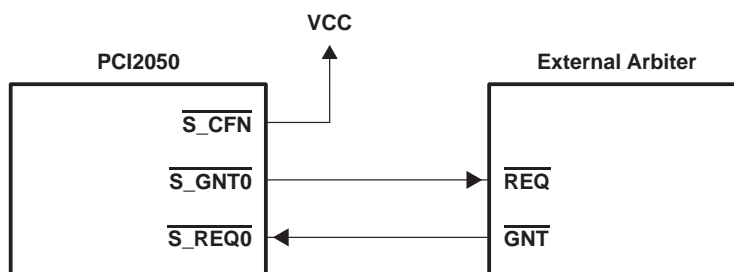 VCC
PCI2050
External Arbiter
S_CFN
S_GNT0
REQ
S_REQ0
GNT